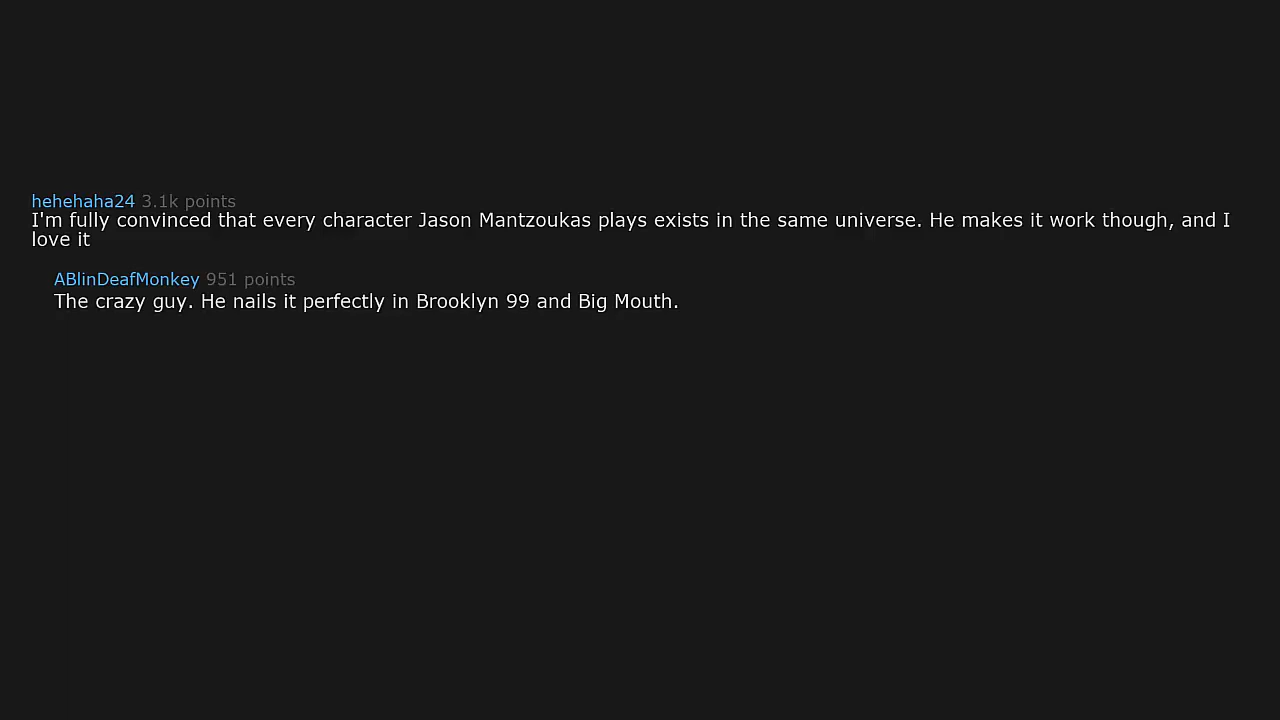 hehehaha24 3.1k points
I'm fully convinced that every character Jason Mantzoukas plays exists in the same universe. He makes it work though, and I
love it
ABlinDeafMonkey 951 points
The crazy guy. He nails it perfectly in Brooklyn 99 and Big Mouth.